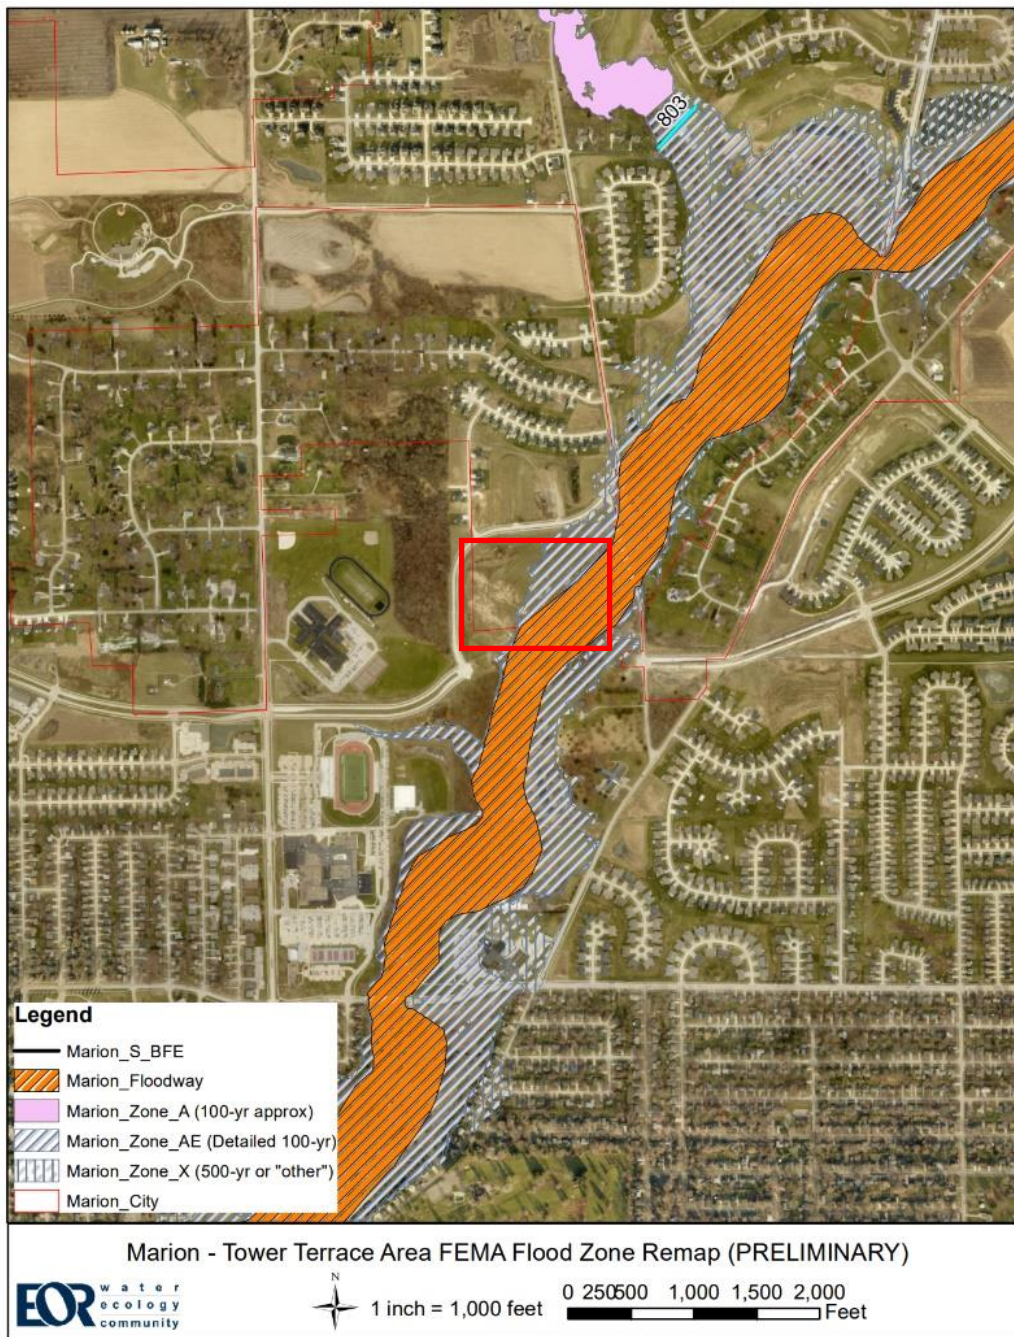 803
Legend
Marion_S_BFE
Marion_Floodway
Marion_Zone_A (100-yr approx)
Marion_Zone_AE (Detailed 100-yr)
Marion_Zone_X (500-yr or "other")
Marion_City
Marion - Tower Terrace Area FEMA Flood Zone Remap (PRELIMINARY)
EOR
water
ecology
community
N
1 inch = 1,000 feet
0 250500 1,000 1,500 2,000
Feet